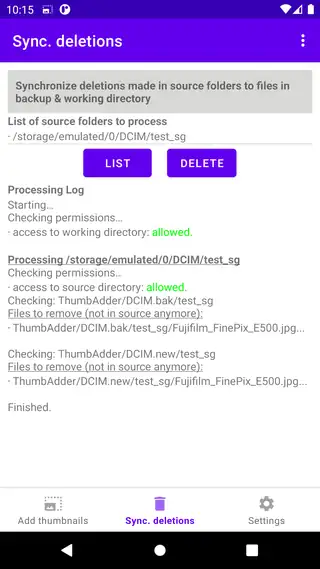 10:15
Sync. deletions
Synchronize deletions made in source folders to files in
backup & working directory
List of source folders to process
· /storage/emulated/0/DCIM/test_sg
LIST
DELETE
Processing Log
Starting...
Checking permissions...
· access to working directory: allowed.
Processing /storage/emulated/0/DCIM/test_sg
Checking permissions...
· access to source directory: allowed.
Checking: ThumbAdder/DCIM.bak/test_sg
Files to remove (not in source anymore):
· ThumbAdder/DCIM.bak/test_sg/Fujifilm_FinePix_E500.jpg...
Checking: ThumbAdder/DCIM.new/test_sg
Files to remove (not in source anymore):
· ThumbAdder/DCIM.new/test_sg/Fujifilm_FinePix_E500.jpg...
Finished.
Add thumbnails
Sync. deletions
Settings